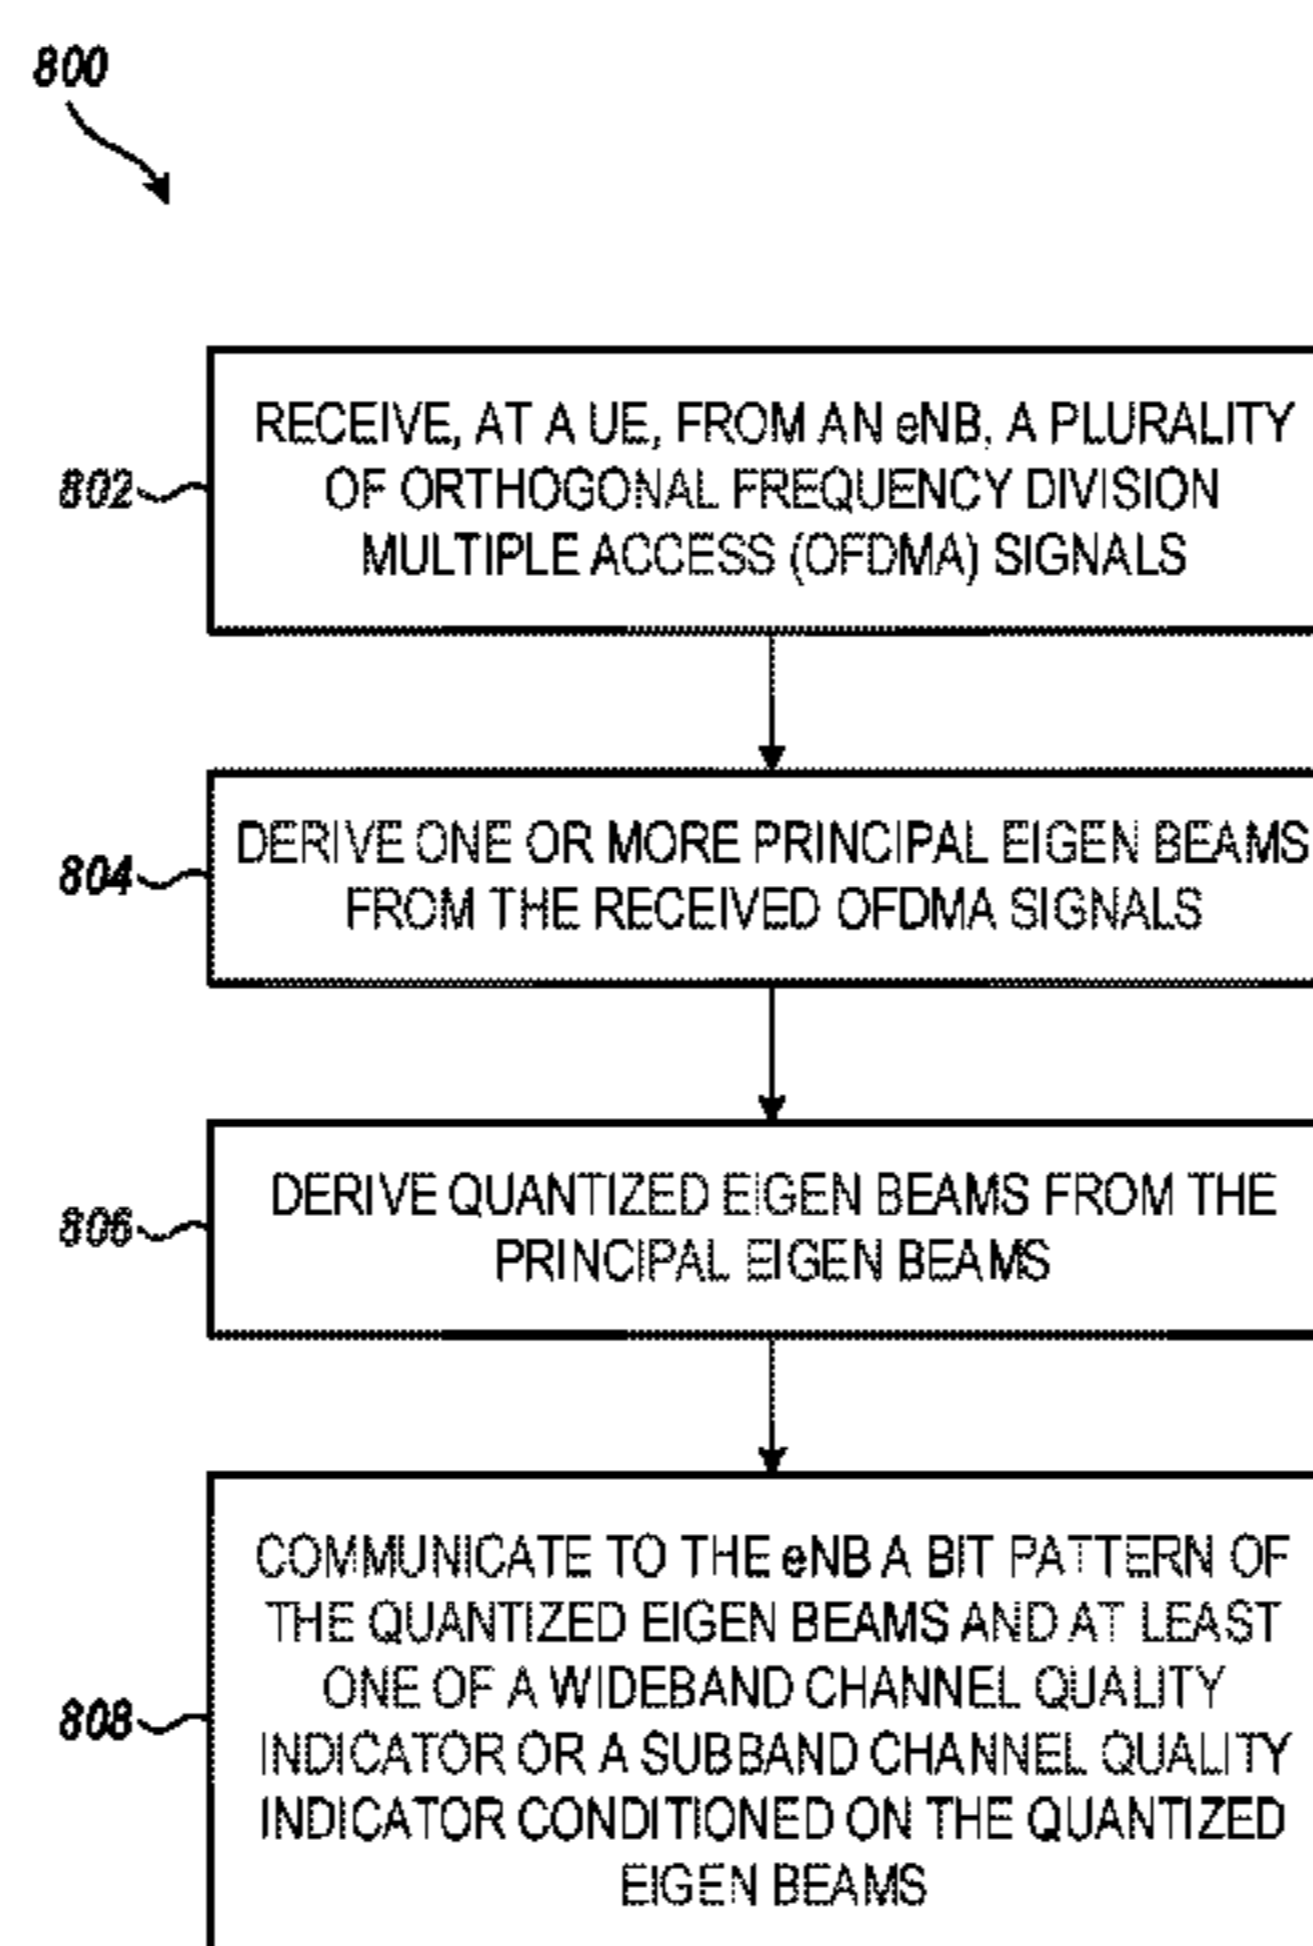 800
802
RECEIVE, AT A UE, FROM AN eNB, A PLURALITY
OF ORTHOGONAL FREQUENCY DIVISION
MULTIPLE ACCESS (OFDMA) SIGNALS
804
DERIVE ONE OR MORE PRINCIPAL EIGEN BEAMS
FROM THE RECEIVED OFDMA SIGNALS
806
DERIVE QUANTIZED EIGEN BEAMS FROM THE
PRINCIPAL EIGEN BEAMS
808
COMMUNICATE TO THE eNB A BIT PATTERN OF
THE QUANTIZED EIGEN BEAMS AND AT LEAST
ONE OF A WIDEBAND CHANNEL QUALITY
INDICATOR OR A SUBBAND CHANNEL QUALITY
INDICATOR CONDITIONED ON THE QUANTIZED
EIGEN BEAMS